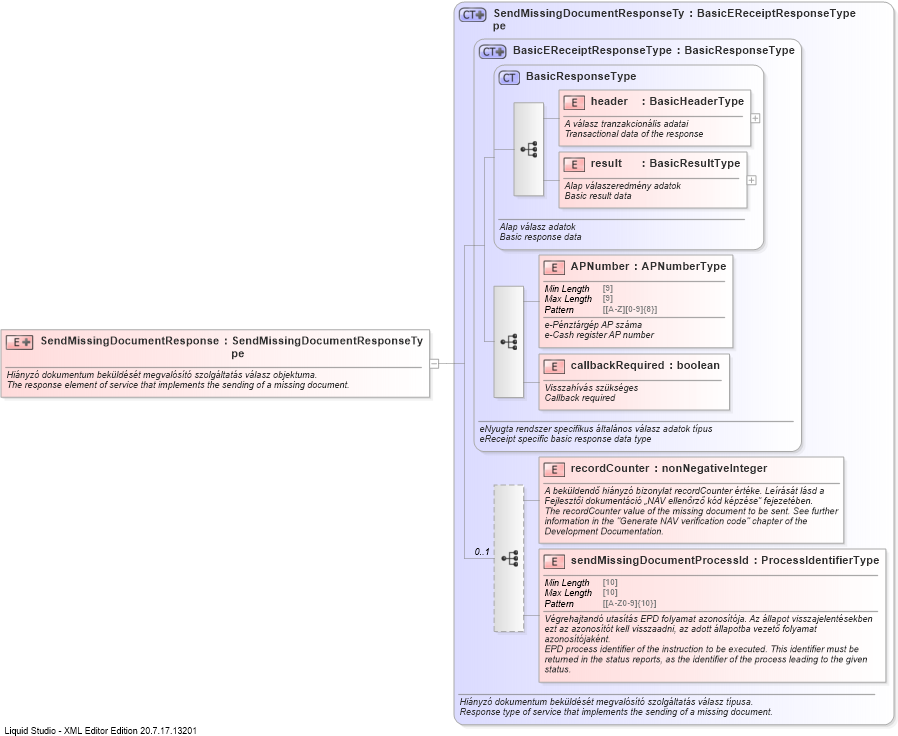 CT SendMissingDocumentResponseTy : BasicEReceiptResponseType
pe
CT BasicEReceiptResponseType : BasicResponseType
CT BasicResponseType
E header : BasicHeaderType
A válasz tranzakcionális adatai
Transactional data of the response
E result : BasicResultType
Alap válaszeredmény adatok
Basic result data
Alap válasz adatok
Basic response data
E APNumber : APNumberType
Min Length [9]
Max Length [9]
Pattern [[A-Z][0-9]{8}]
e-Pénztárgép AP száma
e-Cash register AP number
E SendMissingDocumentResponse : SendMissingDocumentResponseTy
pe
Hiányzó dokumentum beküldését megvalósító szolgáltatás válasz objektuma.
The response element of service that implements the sending of a missing document.
E callbackRequired : boolean
Visszahívás szükséges
Callback required
eNyugta rendszer specifikus általános válasz adatok típus
eReceipt specific basic response data type
E recordCounter : nonNegativeInteger
A beküldendő hiányzó bizonylat recordCounter értéke. Leírását lásd a
Fejlesztői dokumentáció „NAV ellenőrző kód képzése” fejezetében.
The recordCounter value of the missing document to be sent. See further
information in the "Generate NAV verification code" chapter of the
Development Documentation.
0..1
E sendMissingDocumentProcessId : ProcessIdentifierType
Min Length [10]
Max Length [10]
Pattern [[A-Z0-9]{10}]
Végrehajtandó utasítás EPD folyamat azonosítója. Az állapot visszajelentésekben
ezt az azonosítót kell visszaadni, az adott állapotba vezető folyamat
azonosítójaként.
EPD process identifier of the instruction to be executed. This identifier must be
returned in the status reports, as the identifier of the process leading to the given
status.
Hiányzó dokumentum beküldését megvalósító szolgáltatás válasz típusa.
Response type of service that implements the sending of a missing document.
Liquid Studio - XML Editor Edition 20.7.17.13201